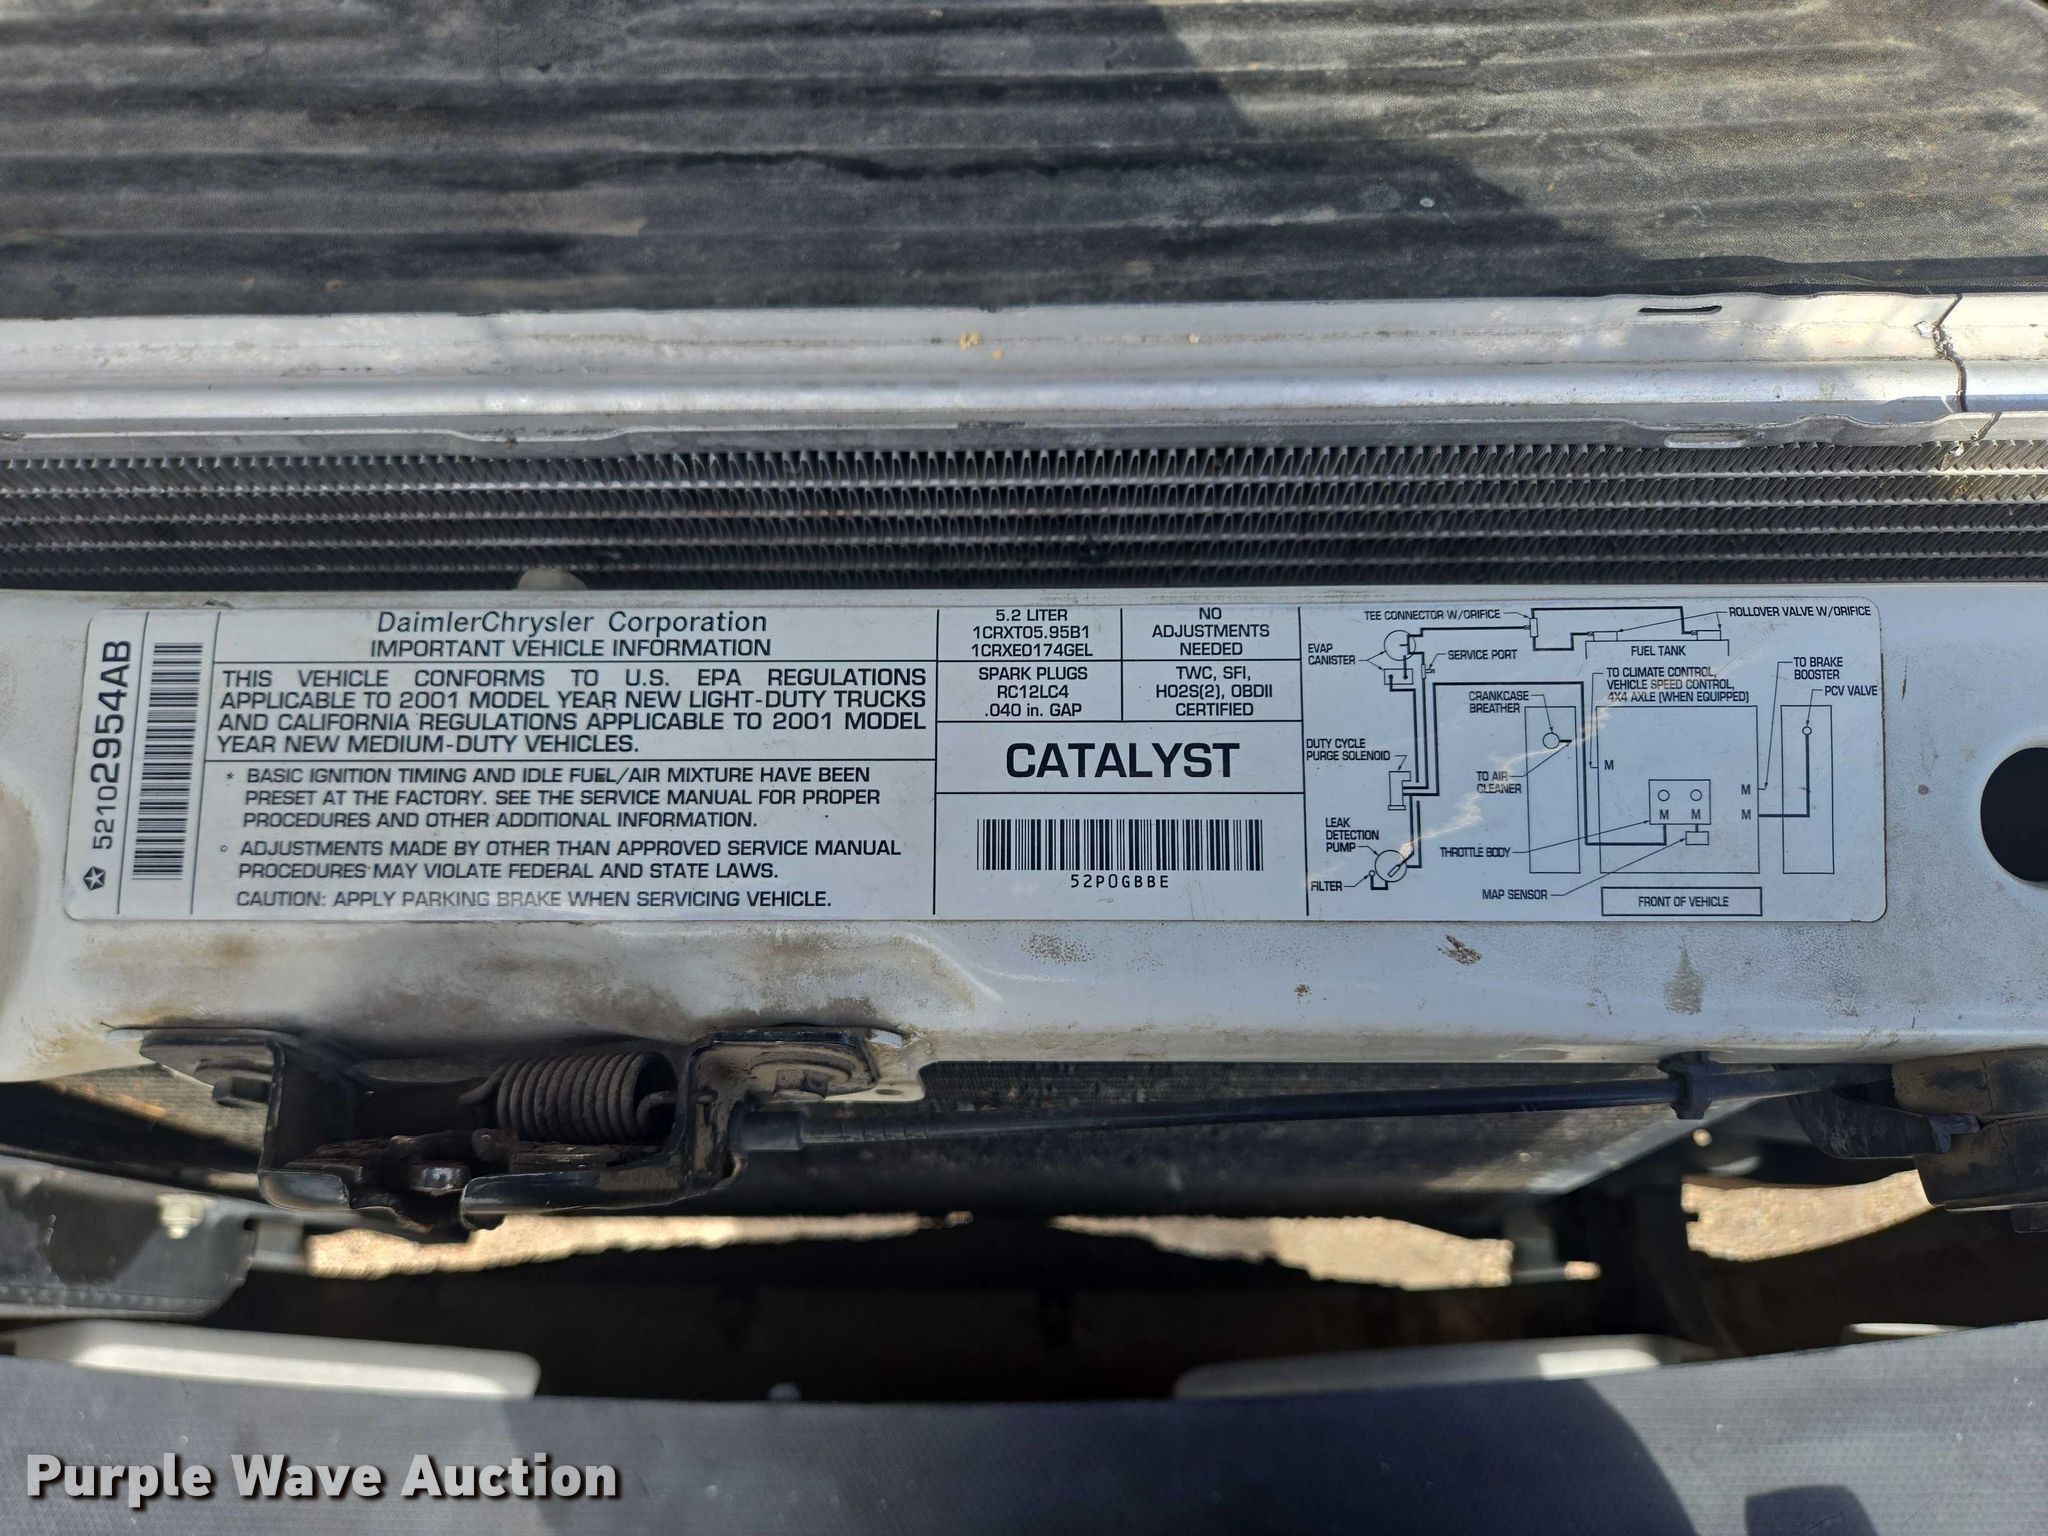 52102954AB
DaimlerChrysler Corporation
IMPORTANT VEHICLE INFORMATION
THIS VEHICLE CONFORMS TO U.S. EPA REGULATIONS
APPLICABLE TO 2001 MODEL YEAR NEW LIGHT-DUTY TRUCKS
AND CALIFORNIA REGULATIONS APPLICABLE TO 2001 MODEL
YEAR NEW MEDIUM-DUTY VEHICLES.
* BASIC IGNITION TIMING AND IDLE FUEL/AIR MIXTURE HAVE BEEN
PRESET AT THE FACTORY. SEE THE SERVICE MANUAL FOR PROPER
PROCEDURES AND OTHER ADDITIONAL INFORMATION.
° ADJUSTMENTS MADE BY OTHER THAN APPROVED SERVICE MANUAL
PROCEDURES MAY VIOLATE FEDERAL AND STATE LAWS.
CAUTION: APPLY PARKING BRAKE WHEN SERVICING VEHICLE.
5.2 LITER
1CRXT05.95B1
1CRXE0174GEL
NO
ADJUSTMENTS
NEEDED
SPARK PLUGS
RC12LC4
.040 in. GAP
TWC, SFI,
HO2S(2), OBDII
CERTIFIED
CATALYST
52P0GBBE
TEE CONNECTOR W/ORIFICE
ROLLOVER VALVE W/ORIFICE
EVAP
CANISTER
SERVICE PORT
FUEL TANK
TO CLIMATE CONTROL,
VEHICLE SPEED CONTROL,
4X4 AXLE (WHEN EQUIPPED)
TO BRAKE
BOOSTER
PCV VALVE
CRANKCASE
BREATHER
DUTY CYCLE
PURGE SOLENOID
TO AIR
CLEANER
M
M
M
M M
LEAK
DETECTION
PUMP
THROTTLE BODY
FILTER
MAP SENSOR
FRONT OF VEHICLE
Purple Wave Auction